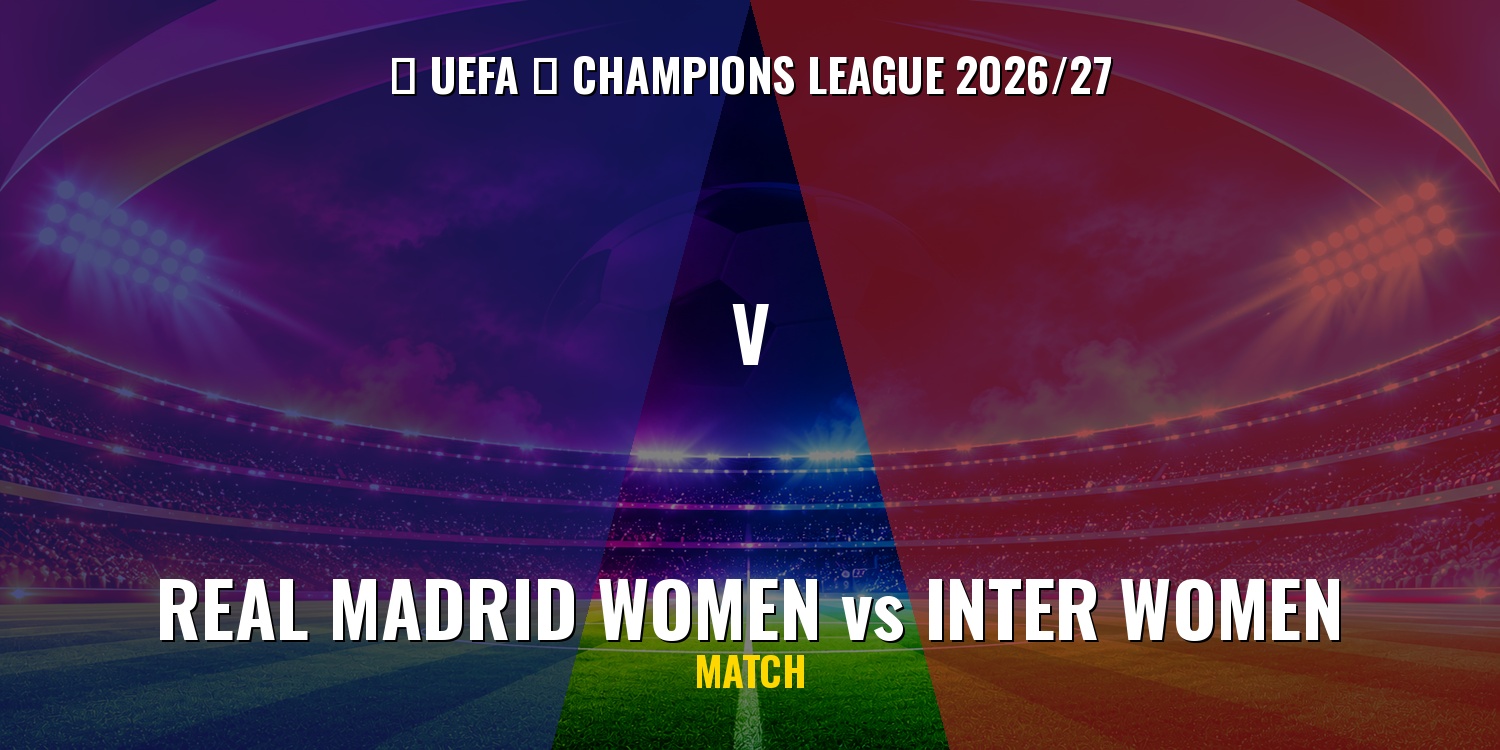 UEFA CHAMPIONS LEAGUE 2026/27
V
REAL MADRID WOMEN vs INTER WOMEN
MATCH